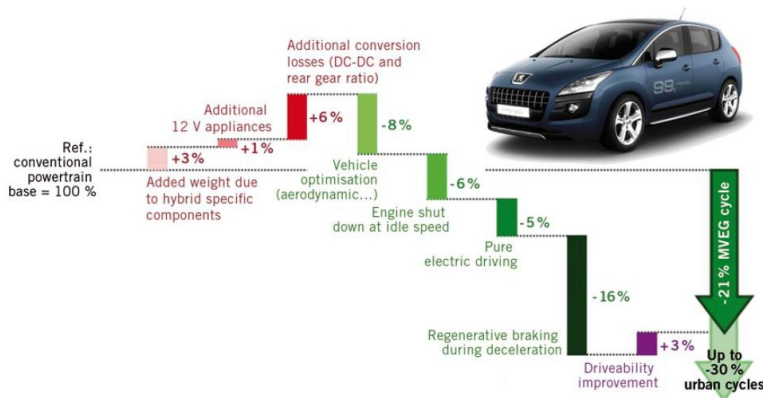 Additional conversion
losses (DC-DC and
rear gear ratio)
+6%
-8%
Additional
12 V appliances
+1%
Ref.:
conventional
powertrain
base = 100 %
+3%
Added weight due
to hybrid specific
components
Vehicle
optimisation
(aerodynamic...)
-6%
Engine shut
down at idle speed
-5%
Pure
electric driving
-16%
Regenerative braking
during deceleration
+3%
Driveability
improvement
-21% MVEG cycle
Up to
-30 %
urban cycles
99g